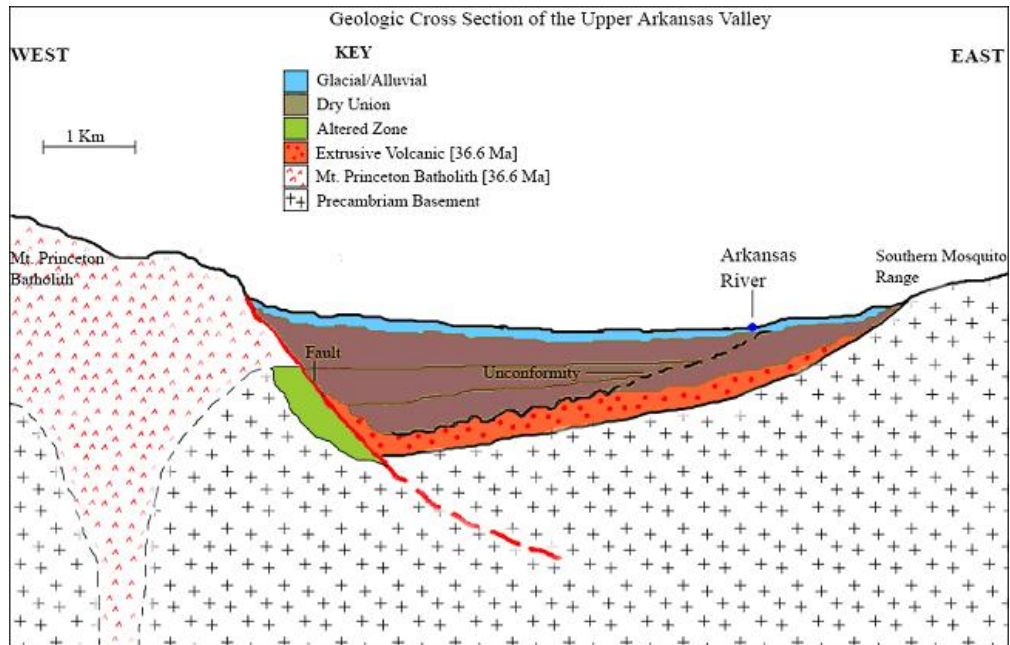 Geologic Cross Section of the Upper Arkansas Valley
WEST
KEY
EAST
Glacial/Alluvial
Dry Union
Altered Zone
1 Km
Extrusive Volcanic [36.6 Ma]
Mt. Princeton Batholith [36.6 Ma]
Precambriam Basement
Mt. Princeton
Batholith
Arkansas
River
Southern Mosquito
Range
Fault
Unconformity